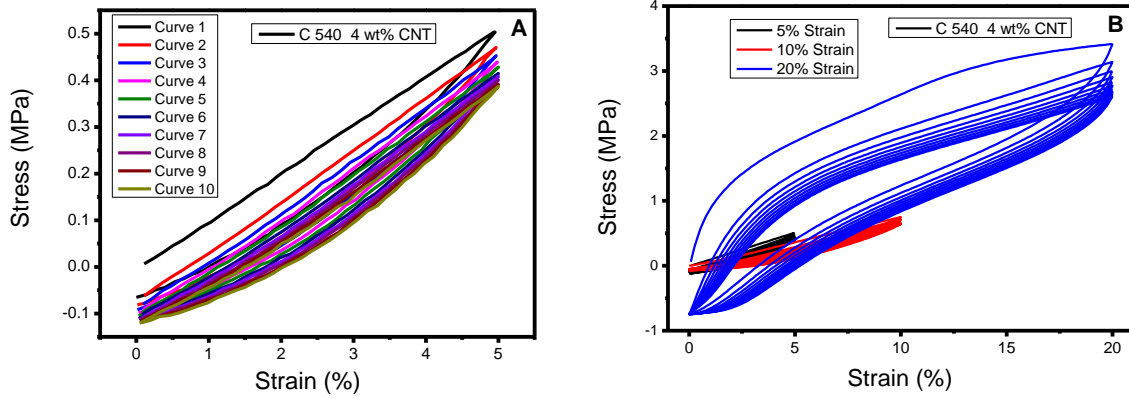 A
C 540 4 wt% CNT
Curve 1
Curve 2
Curve 3
Curve 4
Curve 5
Curve 6
Curve 7
Curve 8
Curve 9
Curve 10
0.5
0.4
0.3
0.2
0.1
0.0
-0.1
0 1 2 3 4 5
Stress (MPa)
Strain (%)
B
C 540 4 wt% CNT
5% Strain
10% Strain
20% Strain
4
3
2
1
0
-1
0 5 10 15 20
Stress (MPa)
Strain (%)